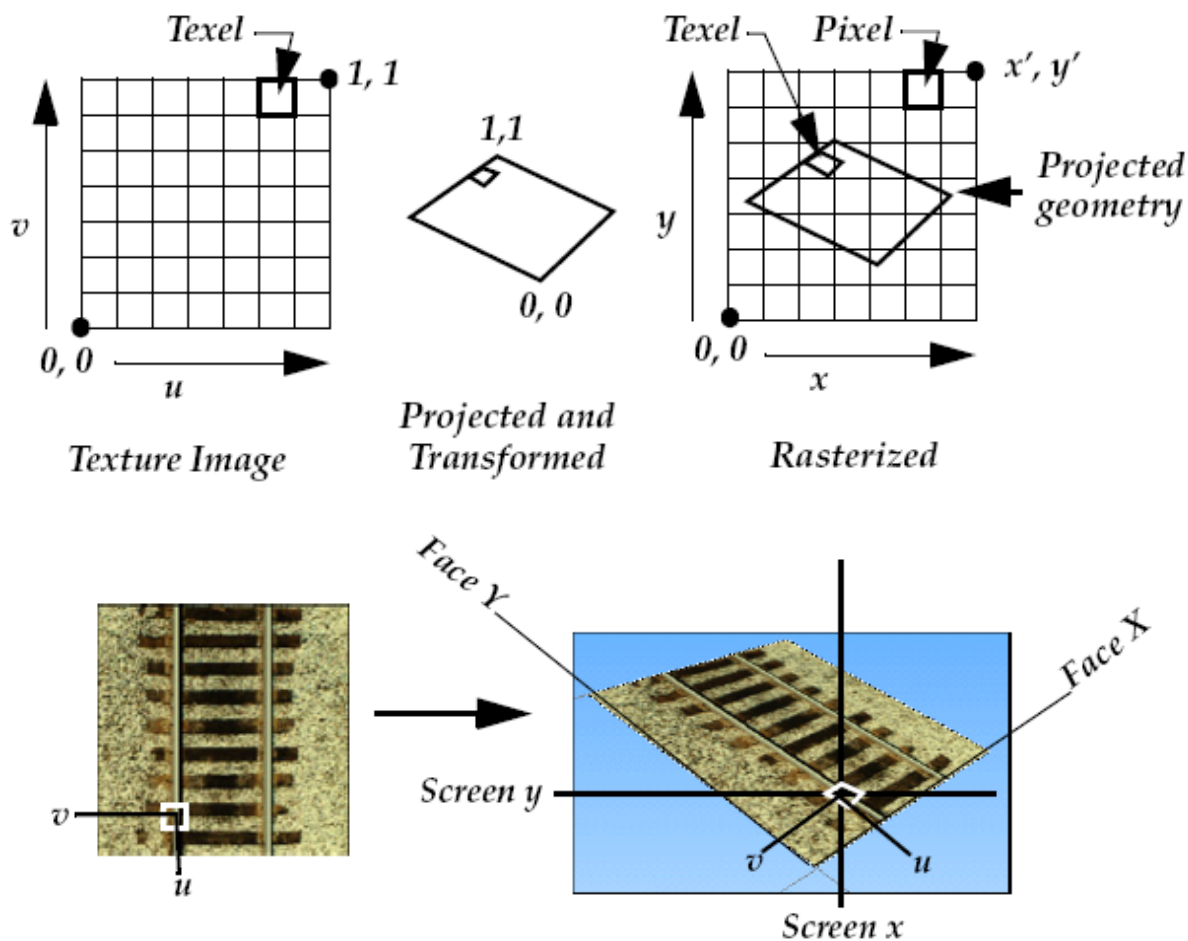 Texel
1, 1
v
0, 0
u
Texture Image
1,1
0, 0
Projected and
Transformed
Texel
Pixel
x′, y′
y
Projected
geometry
0, 0
x
Rasterized
v
u
Face Y
Face X
Screen y
v
u
Screen x